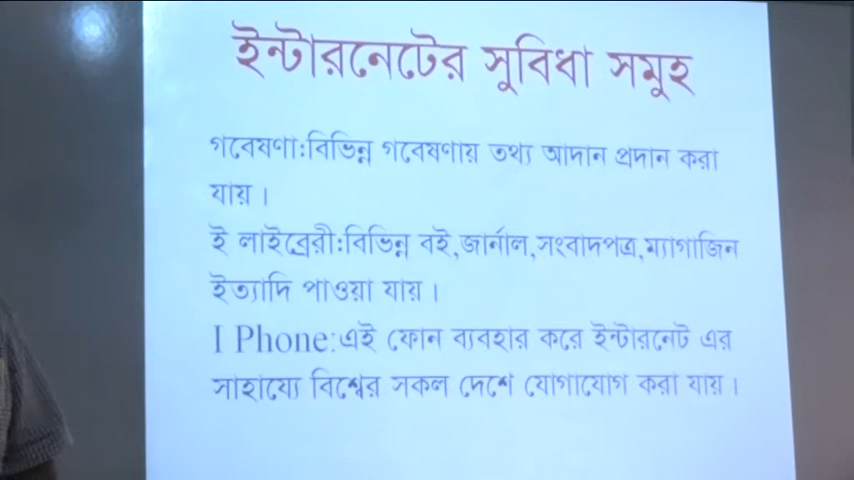 ইন্টারনেটের সুবিধা সমুহ
গবেষণা:বিভিন্ন গবেষণায় তথ্য আদান প্রদান করা
যায় ।
ই লাইব্রেরী:বিভিন্ন বই,জার্নাল,সংবাদপত্র,ম্যাগাজিন
ইত্যাদি পাওয়া যায় ।
I Phone:এই ফোন ব্যবহার করে ইন্টারনেট এর
সাহায্যে বিশ্বের সকল দেশে যোগাযোগ করা যায় ।